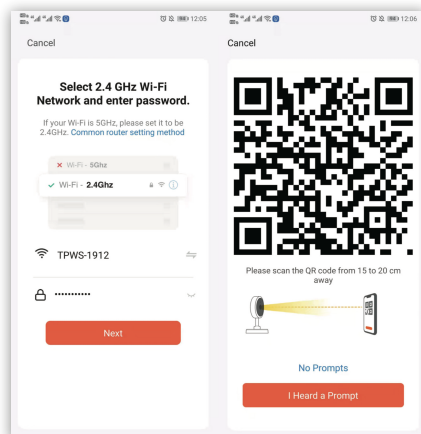 12:05
Cancel
Select 2.4 GHz Wi-Fi
Network and enter password.
If your Wi-Fi is 5GHz, please set it to be
2.4GHz. Common router setting method
Wi-Fi - 5Ghz
Wi-Fi - 2.4Ghz
TPWS-1912
Next
12:06
Cancel
Please scan the QR code from 15 to 20 cm
away
No Prompts
I Heard a Prompt